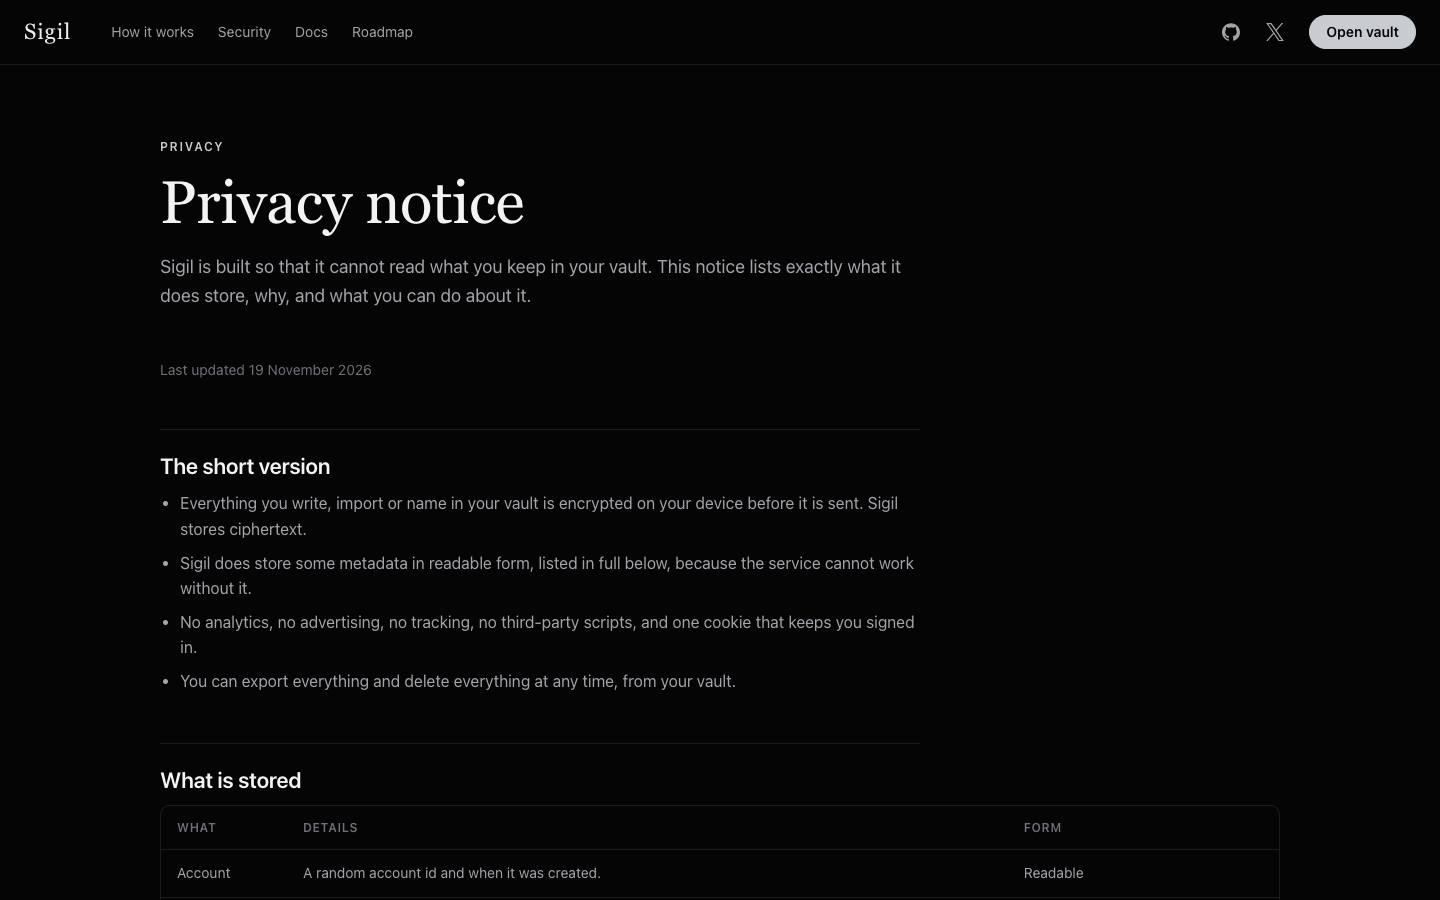 Sigil
How it works
Security
Docs
Roadmap
Open vault
PRIVACY
Privacy notice
Sigil is built so that it cannot read what you keep in your vault. This notice lists exactly what it
does store, why, and what you can do about it.
Last updated 19 November 2026
The short version
• Everything you write, import or name in your vault is encrypted on your device before it is sent. Sigil
stores ciphertext.
• Sigil does store some metadata in readable form, listed in full below, because the service cannot work
without it.
• No analytics, no advertising, no tracking, no third-party scripts, and one cookie that keeps you signed
in.
• You can export everything and delete everything at any time, from your vault.
What is stored
WHAT DETAILS FORM
Account A random account id and when it was created. Readable